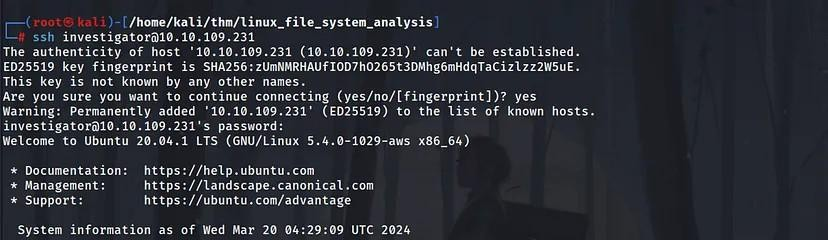 ┌──(root㉿kali)-[/home/kali/thm/linux_file_system_analysis]
└─# ssh investigator@10.10.109.231
The authenticity of host '10.10.109.231 (10.10.109.231)' can't be established.
ED25519 key fingerprint is SHA256:zUmNMRHAUfIOD7hO265t3DMhg6mHdqTaCizlzz2W5uE.
This key is not known by any other names.
Are you sure you want to continue connecting (yes/no/[fingerprint])? yes
Warning: Permanently added '10.10.109.231' (ED25519) to the list of known hosts.
investigator@10.10.109.231's password:
Welcome to Ubuntu 20.04.1 LTS (GNU/Linux 5.4.0-1029-aws x86_64)
* Documentation:  https://help.ubuntu.com
* Management:     https://landscape.canonical.com
* Support:        https://ubuntu.com/advantage
System information as of Wed Mar 20 04:29:09 UTC 2024